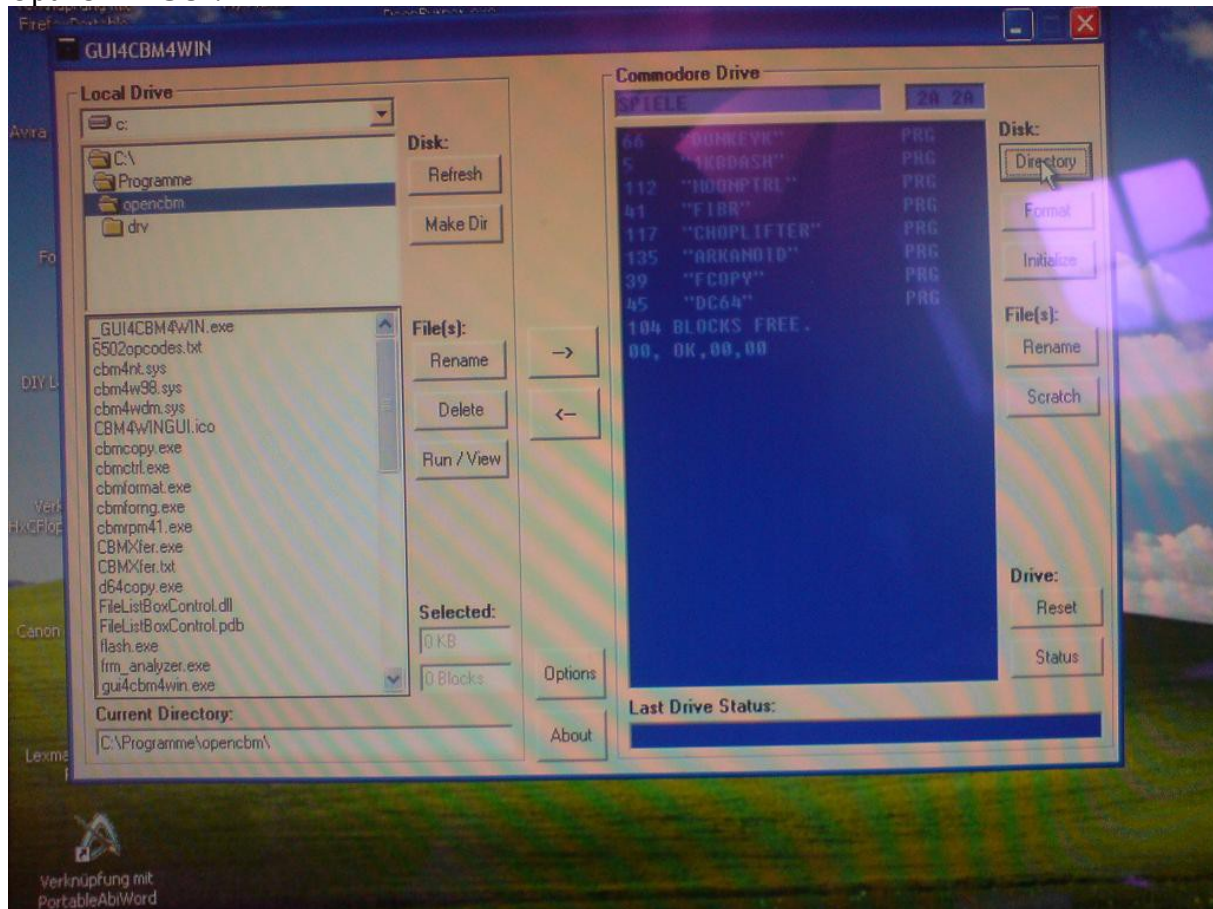 GUI4CBM4WIN
Local Drive
c:
C:\
Programme
opencbm
drv
Disk:
Refresh
Make Dir
_GUI4CBM4WIN.exe
6502opcodes.txt
cbm4nt.sys
cbm4w98.sys
cbm4wdm.sys
CBM4WINGUI.ico
cbmcopy.exe
cbmctrl.exe
cbmformat.exe
cbmforng.exe
cbmrpm41.exe
CBMXfer.exe
CBMXfer.txt
d64copy.exe
FileListBoxControl.dll
FileListBoxControl.pdb
flash.exe
frm_analyzer.exe
gui4cbm4win.exe
File(s):
Rename
Delete
Run / View
Selected:
0 KB
0 Blocks
Current Directory:
C:\Programme\opencbm\
-->
<--
Options
About
Commodore Drive
SPIELE 2A 2A
66 "DONKEYK" PRG
5 PRG
112 "MOONPTRL" PRG
41 "FIBR" PRG
117 "CHOPLIFTER" PRG
135 "ARKANOID" PRG
39 "FCOPY" PRG
45 "DC64" PRG
104 BLOCKS FREE.
00, OK,00,00
Last Drive Status:
Disk:
Directory
Format
Initialize
File(s):
Rename
Scratch
Drive:
Reset
Status
Avira
Canon
Verknüpfung mit
PortableAbiWord